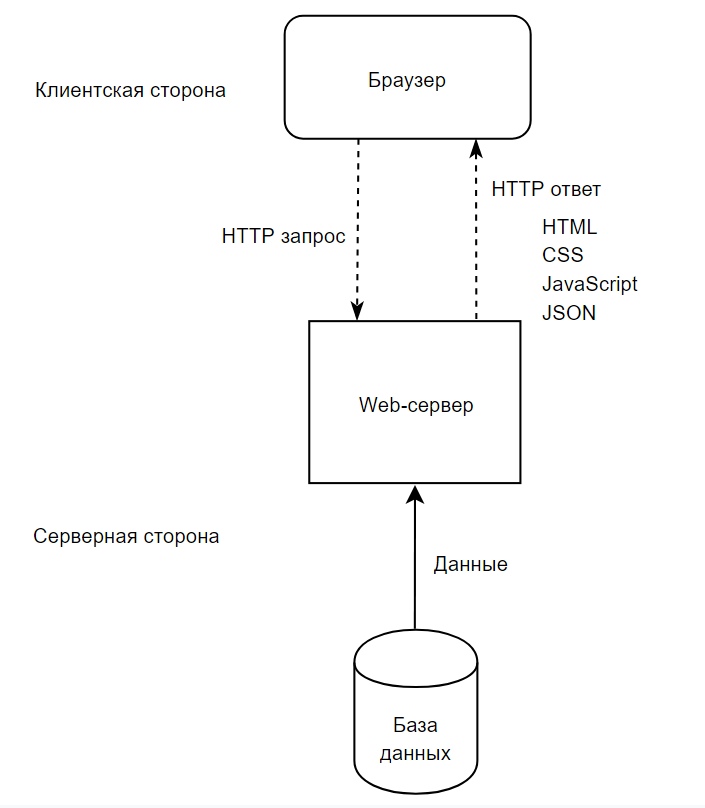 Браузер
Клиентская сторона
HTTP ответ
HTTP запрос
HTML
CSS
JavaScript
JSON
Web-сервер
Серверная сторона
Данные
База
данных